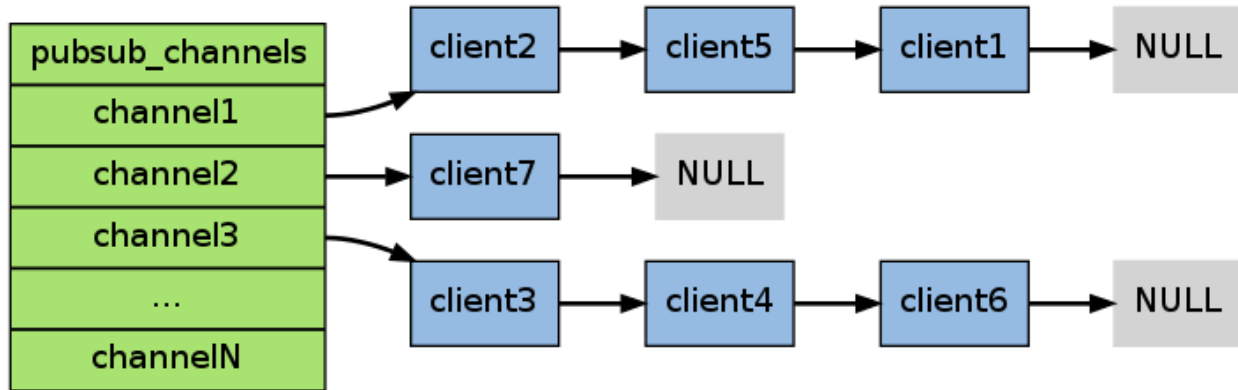 pubsub_channels
channel1
channel2
channel3
...
channelN
client2 client5 client1 NULL
client7 NULL
client3 client4 client6 NULL